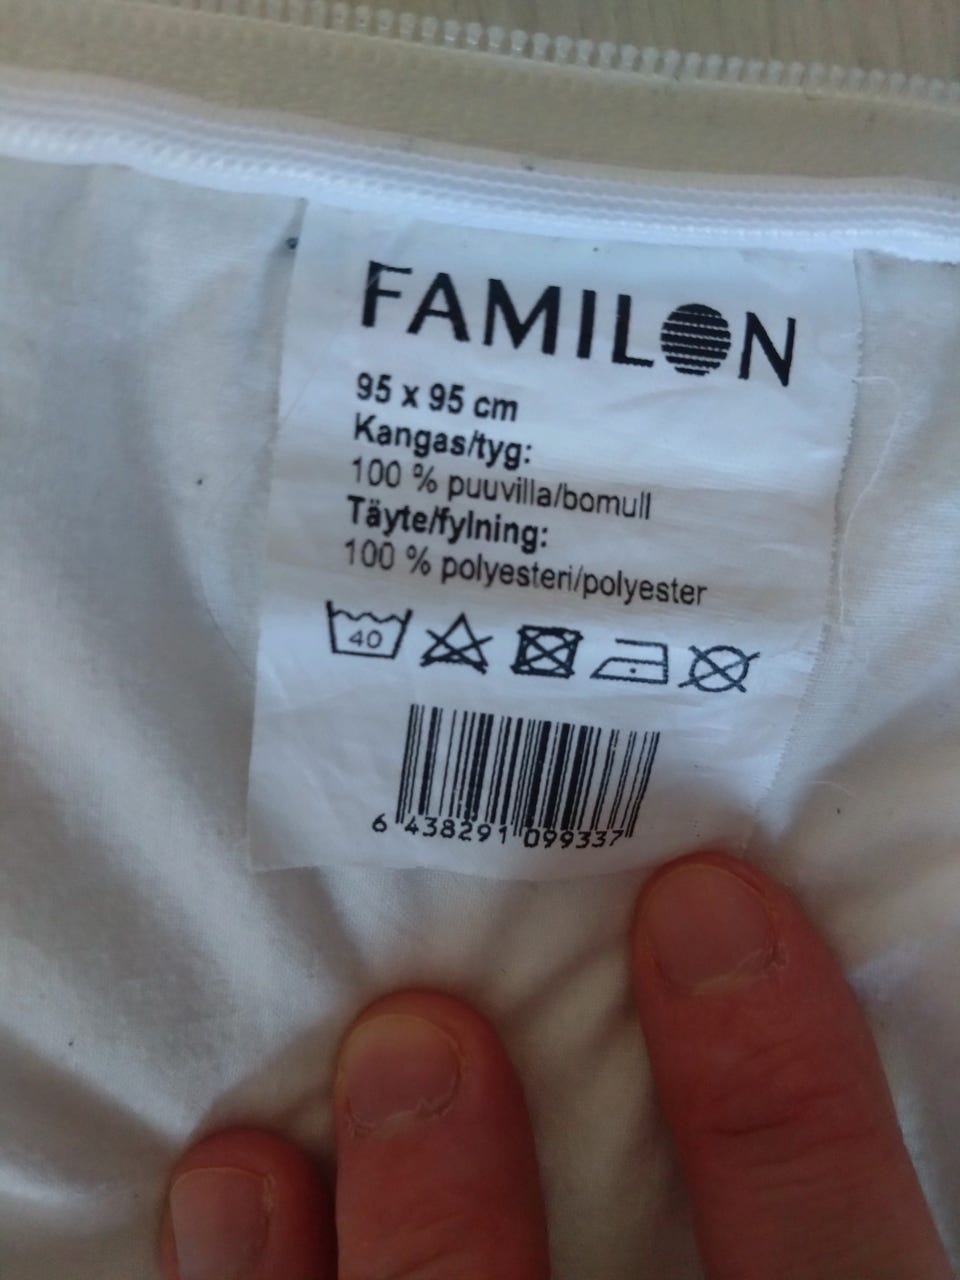 FAMILON
95 x 95 cm
Kangas/tyg:
100 % puuvilla/bomull
Täyte/fylning:
100 % polyesteri/polyester
40
6 438291 099337